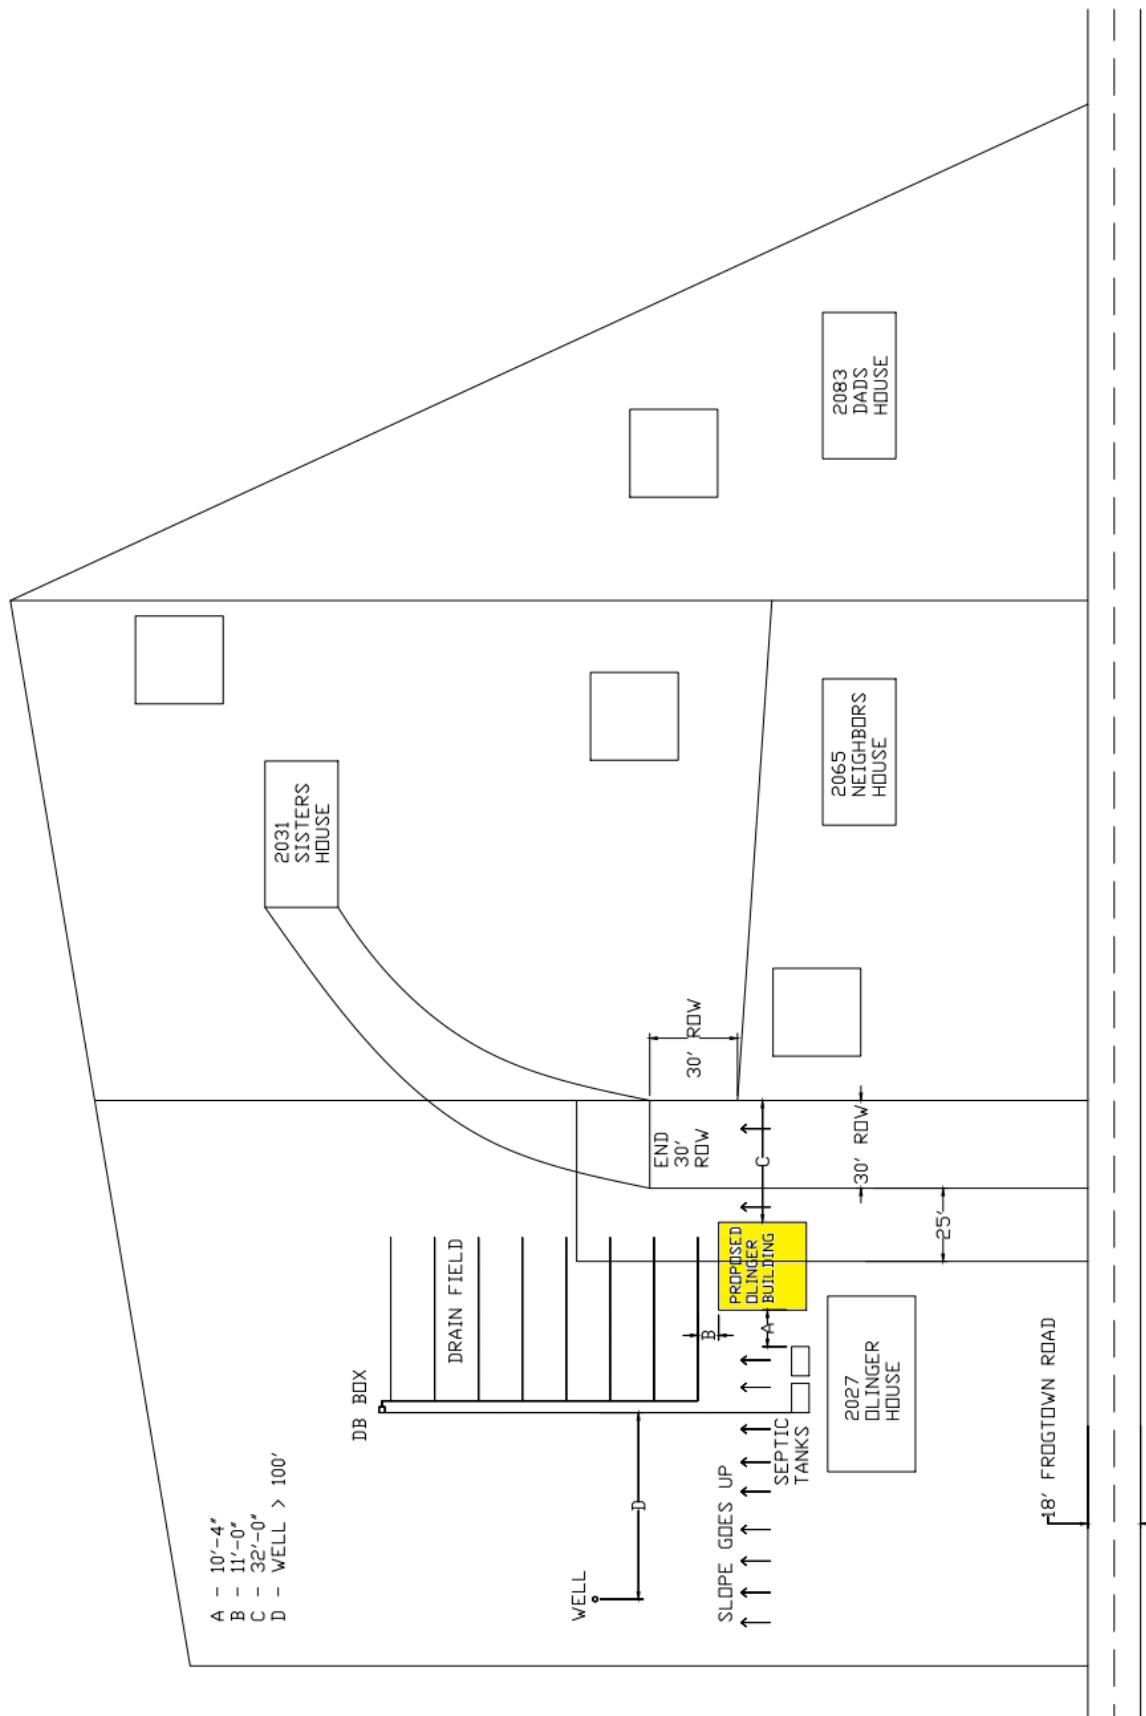 A - 10'-4"
B - 11'-0"
C - 32'-0"
D - WELL > 100'
DB BOX
DRAIN FIELD
WELL
D
SLOPE GOES UP
SEPTIC
TANKS
B
A
PROPOSED
OLINGER
BUILDING
C
END
30'
ROW
30' ROW
30' ROW
25'
2027
OLINGER
HOUSE
2031
SISTERS
HOUSE
2065
NEIGHBORS
HOUSE
2083
DADS
HOUSE
18' FROGTOWN ROAD